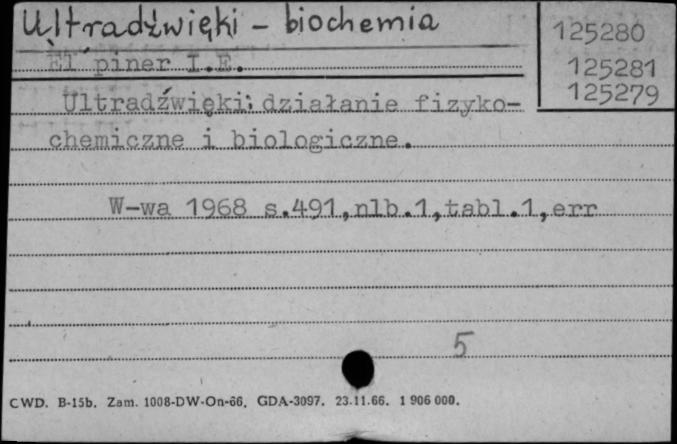 Ultradźwięki - biochemia
125280
El'piner I.E.
125281
Ultradźwięki: działanie fizyko-
125279
chemiczne i biologiczne.
W-wa 1968 s.491,nlb.1,tabl.1,err
5
CWD. B-15b. Zam. 1008-DW-On-66. GDA-3097. 23.11.66. 1 906 000.